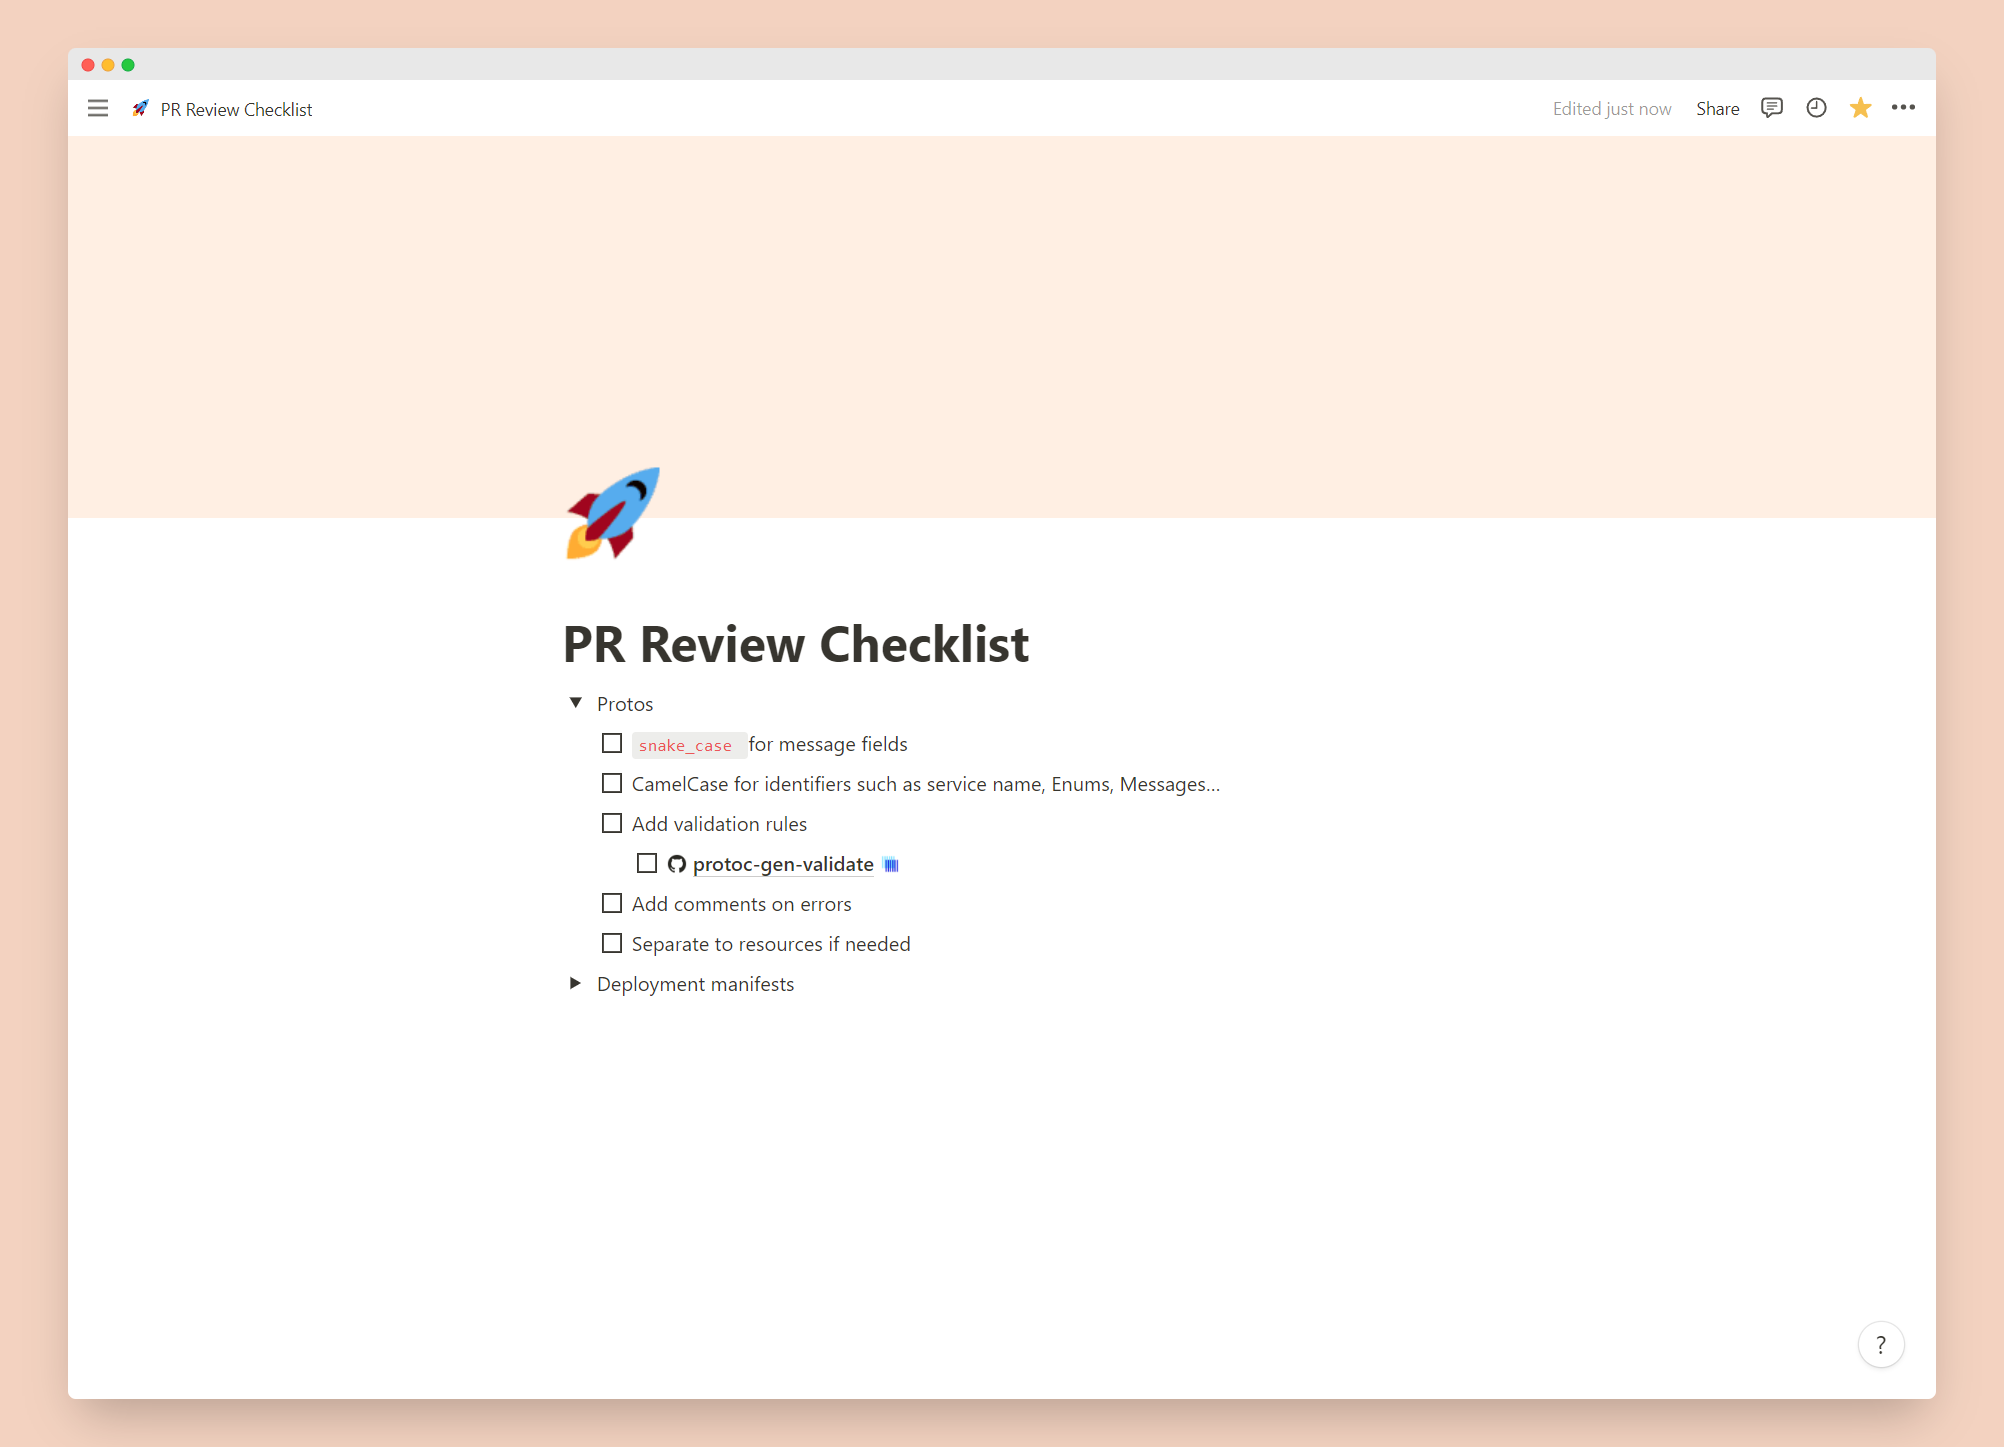 PR Review Checklist
Edited just now
Share
PR Review Checklist
Protos
snake_case for message fields
CamelCase for identifiers such as service name, Enums, Messages...
Add validation rules
protoc-gen-validate
Add comments on errors
Separate to resources if needed
Deployment manifests
?